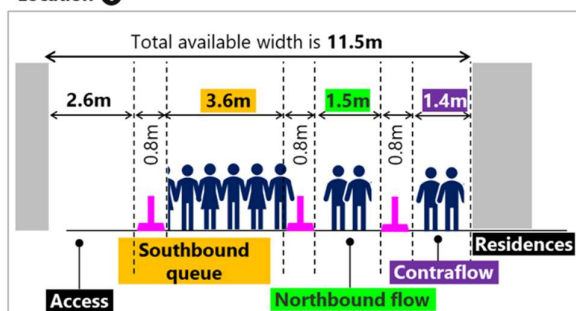 Total available width is 11.5m
2.6m
0.8m
3.6m
0.8m
1.5m
0.8m
1.4m
Southbound
queue
Residences
Contraflow
Access
Northbound flow